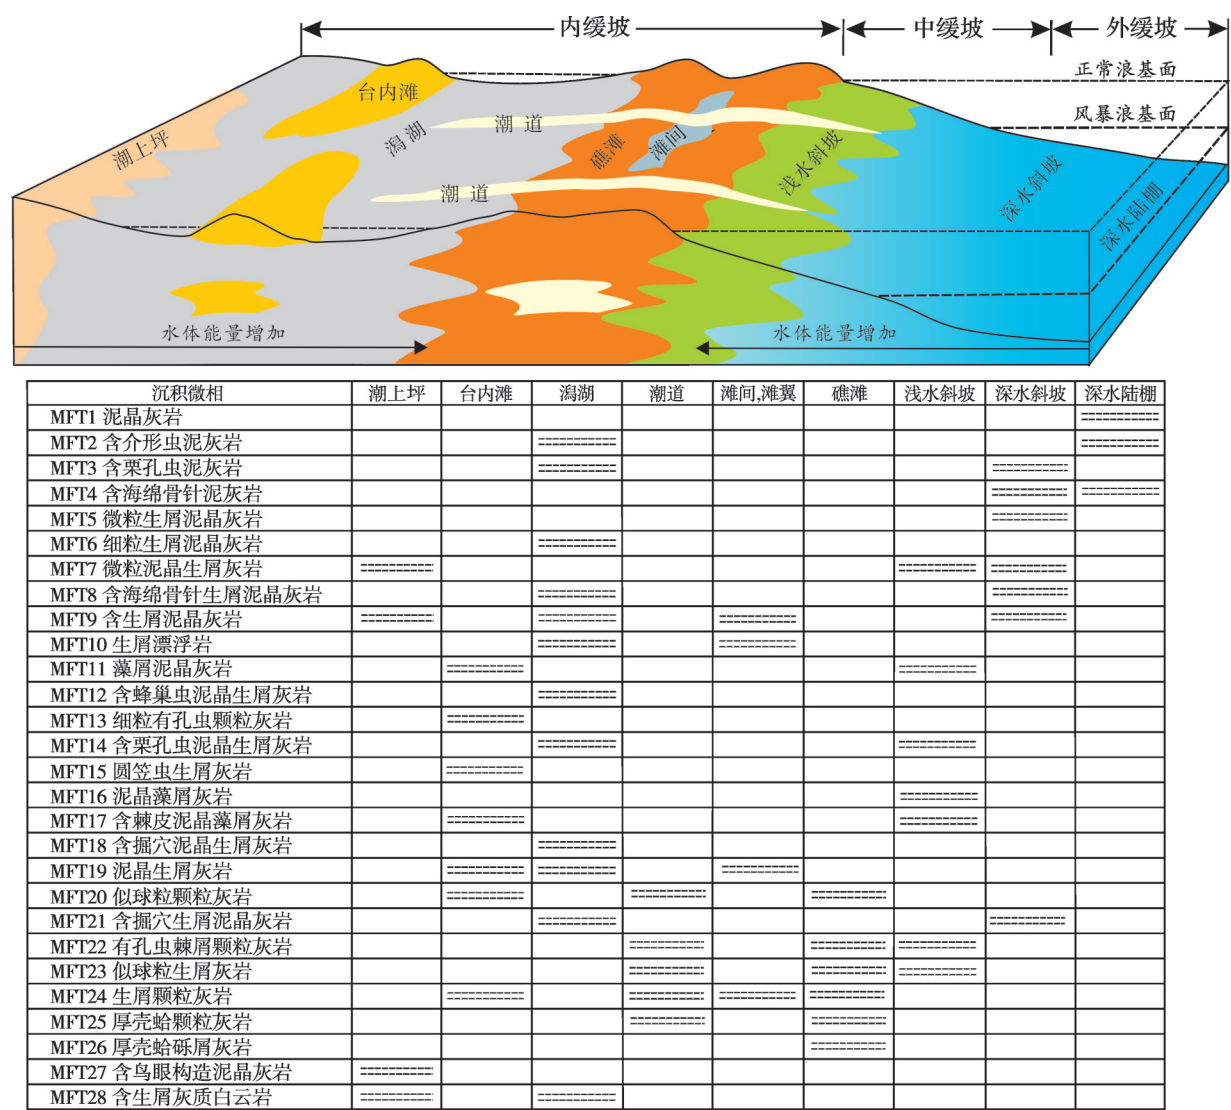 内缓坡
中缓坡
外缓坡
正常浪基面
风暴浪基面
台内滩
潮上坪
潟湖
潮道
礁滩
滩间
浅水斜坡
深水斜坡
深水陆棚
潮道
水体能量增加
水体能量增加
沉积微相 潮上坪 台内滩 潟湖 潮道 滩间,滩翼 礁滩 浅水斜坡 深水斜坡 深水陆棚
MFT1 泥晶灰岩
MFT2 含介形虫泥灰岩
MFT3 含栗孔虫泥灰岩
MFT4 含海绵骨针泥灰岩
MFT5 微粒生屑泥晶灰岩
MFT6 细粒生屑泥晶灰岩
MFT7 微粒泥晶生屑灰岩
MFT8 含海绵骨针生屑泥晶灰岩
MFT9 含生屑泥晶灰岩
MFT10 生屑漂浮岩
MFT11 藻屑泥晶灰岩
MFT12 含蜂巢虫泥晶生屑灰岩
MFT13 细粒有孔虫颗粒灰岩
MFT14 含栗孔虫泥晶生屑灰岩
MFT15 圆笠虫生屑灰岩
MFT16 泥晶藻屑灰岩
MFT17 含棘皮泥晶藻屑灰岩
MFT18 含掘穴泥晶生屑灰岩
MFT19 泥晶生屑灰岩
MFT20 似球粒颗粒灰岩
MFT21 含掘穴生屑泥晶灰岩
MFT22 有孔虫棘屑颗粒灰岩
MFT23 似球粒生屑灰岩
MFT24 生屑颗粒灰岩
MFT25 厚壳蛤颗粒灰岩
MFT26 厚壳蛤砾屑灰岩
MFT27 含鸟眼构造泥晶灰岩
MFT28 含生屑灰质白云岩